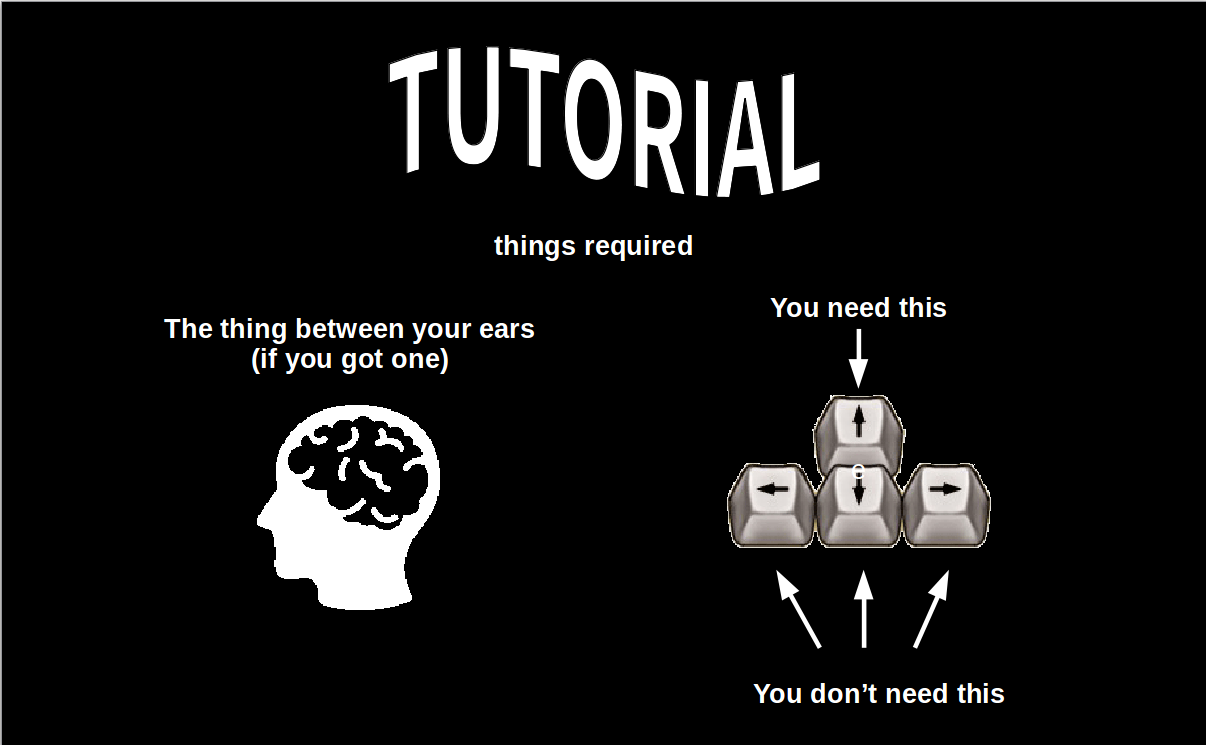 TUTORIAL
things required
The thing between your ears
(if you got one)
You need this
You don’t need this